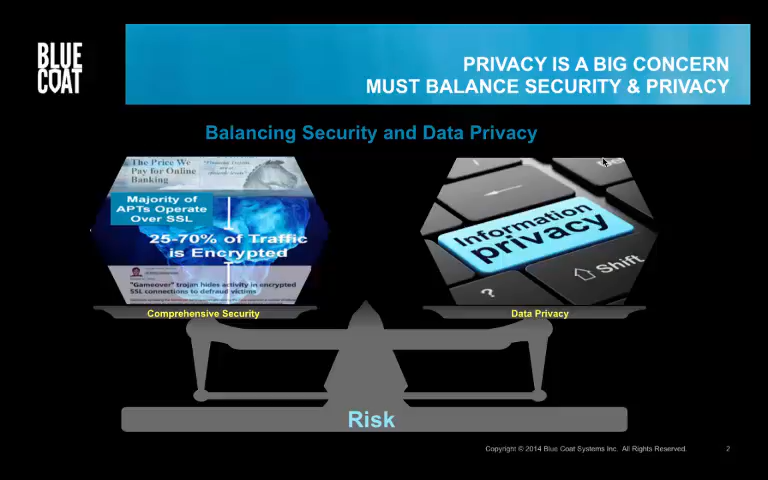 BLUE
COAT
PRIVACY IS A BIG CONCERN
MUST BALANCE SECURITY & PRIVACY
Balancing Security and Data Privacy
The Price We
Pay for Online
Banking
Majority of
APTs Operate
Over SSL
25-70% of Traffic
is Encrypted
"Gameover" trojan hides activity in encrypted
SSL connections to defraud victims
Information
privacy
Shift
?
Comprehensive Security
Data Privacy
Risk
Copyright © 2014 Blue Coat Systems Inc. All Rights Reserved.
2